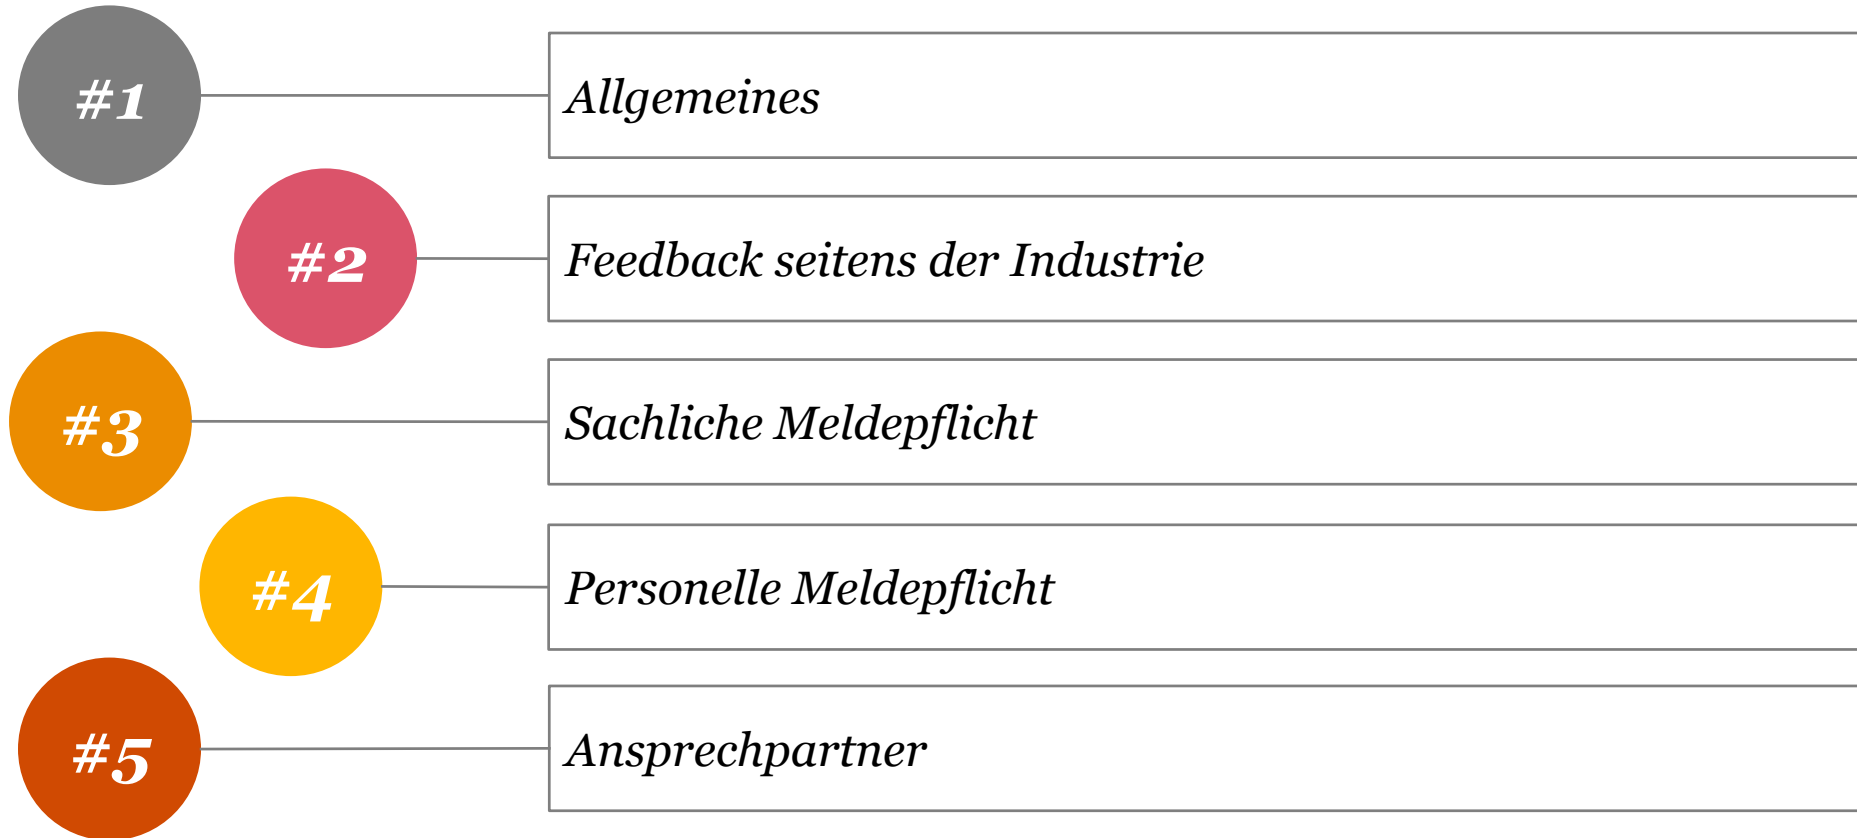 #1
Allgemeines
#2
Feedback seitens der Industrie
#3
Sachliche Meldepflicht
#4
Personelle Meldepflicht
#5
Ansprechpartner